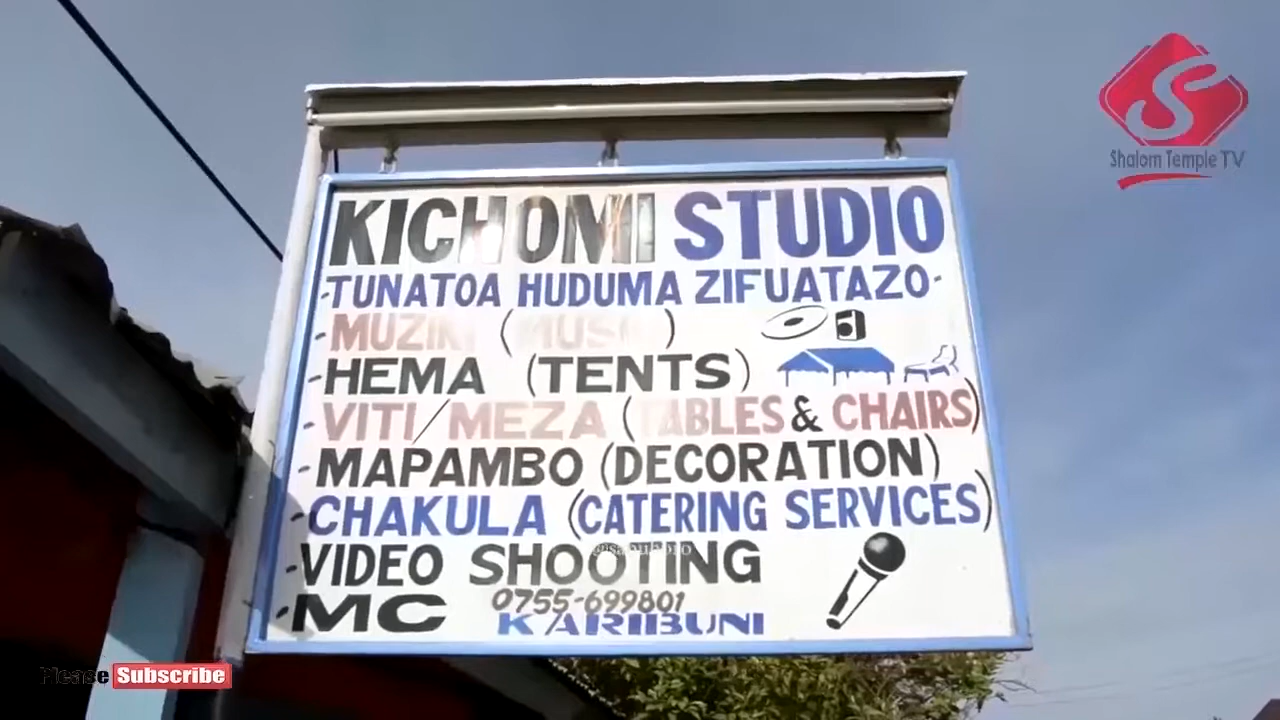 Shalom Temple TV
KICHOMI STUDIO
-TUNATOA HUDUMA ZIFUATAZO-
-MUZIKI (MUSIC)
-HEMA (TENTS)
-VITI/MEZA (TABLES & CHAIRS)
-MAPAMBO (DECORATION)
-CHAKULA (CATERING SERVICES)
-VIDEO SHOOTING
-MC 0755-699801
KARIBUNI
Please Subscribe